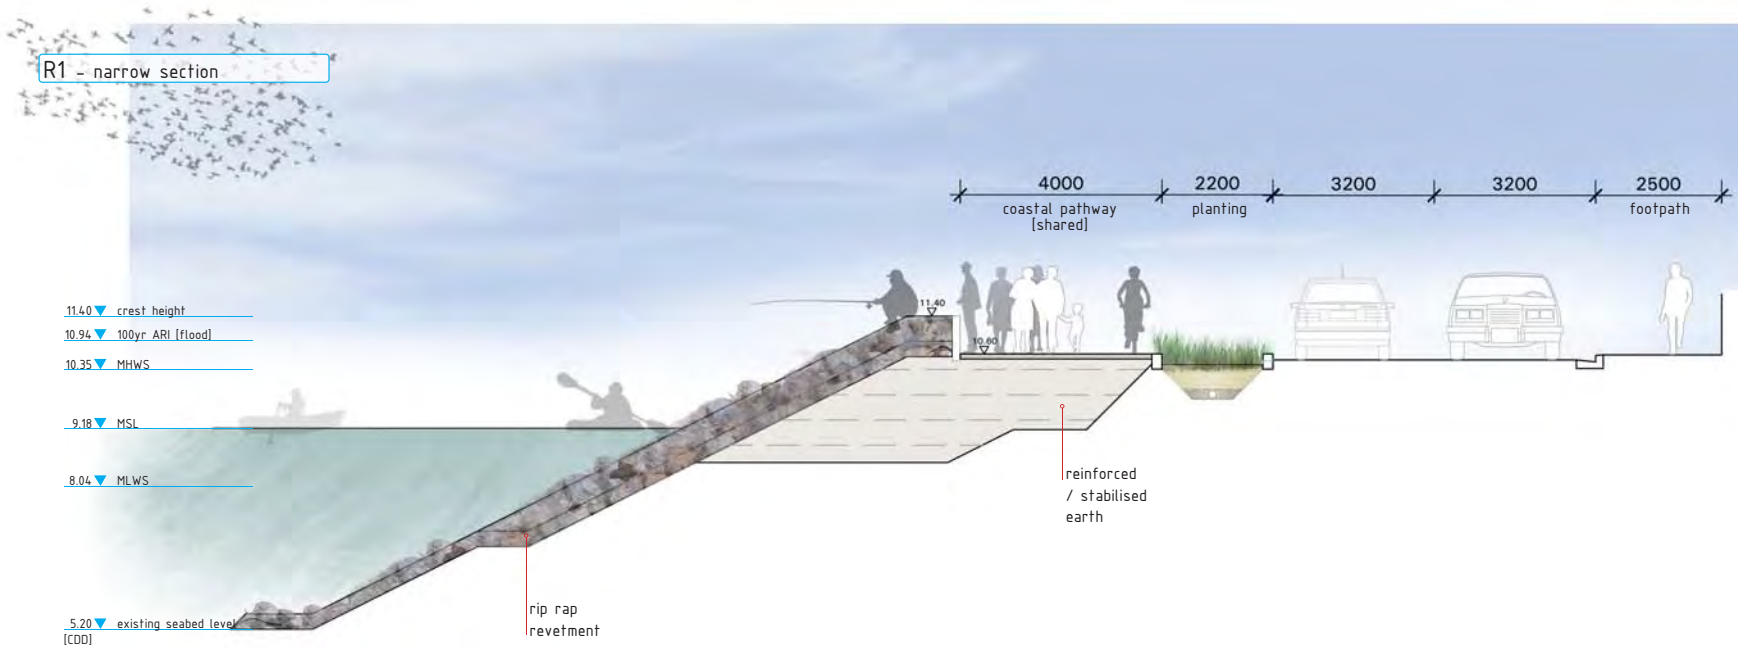 R1 - narrow section
4000 2200 3200 3200 2500
coastal pathway planting footpath
[shared]
11.40 crest height
11.40
10.94 100yr ARI [flood]
10.60
10.35 MHWS
9.18 MSL
8.04 MLWS
reinforced
/ stabilised
earth
rip rap
revetment
5.20 existing seabed level
[CDD]